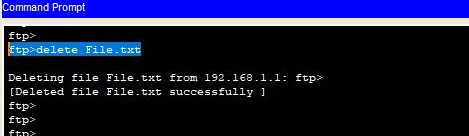 Command Prompt
ftp>
ftp>delete File.txt
Deleting file File.txt from 192.168.1.1: ftp>
[Deleted file File.txt successfully ]
ftp>
ftp>
ftp>